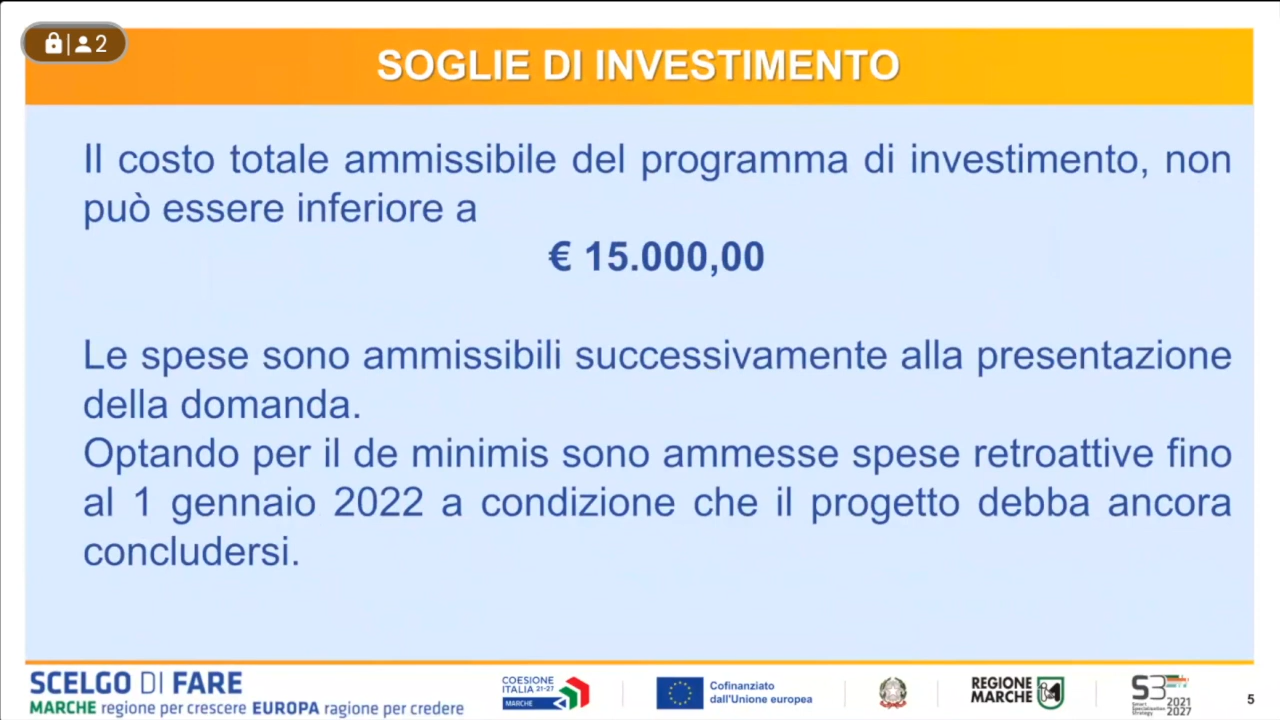 2
SOGLIE DI INVESTIMENTO
Il costo totale ammissibile del programma di investimento, non
può essere inferiore a
€ 15.000,00
Le spese sono ammissibili successivamente alla presentazione
della domanda.
Optando per il de minimis sono ammesse spese retroattive fino
al 1 gennaio 2022 a condizione che il progetto debba ancora
concludersi.
SCELGO DI FARE
MARCHE regione per crescere EUROPA ragione per credere
COESIONE
ITALIA 21-27
MARCHE
Cofinanziato
dall'Unione europea
REGIONE
MARCHE
S3
Smart
Specialisation
Strategy
2021
2027
5